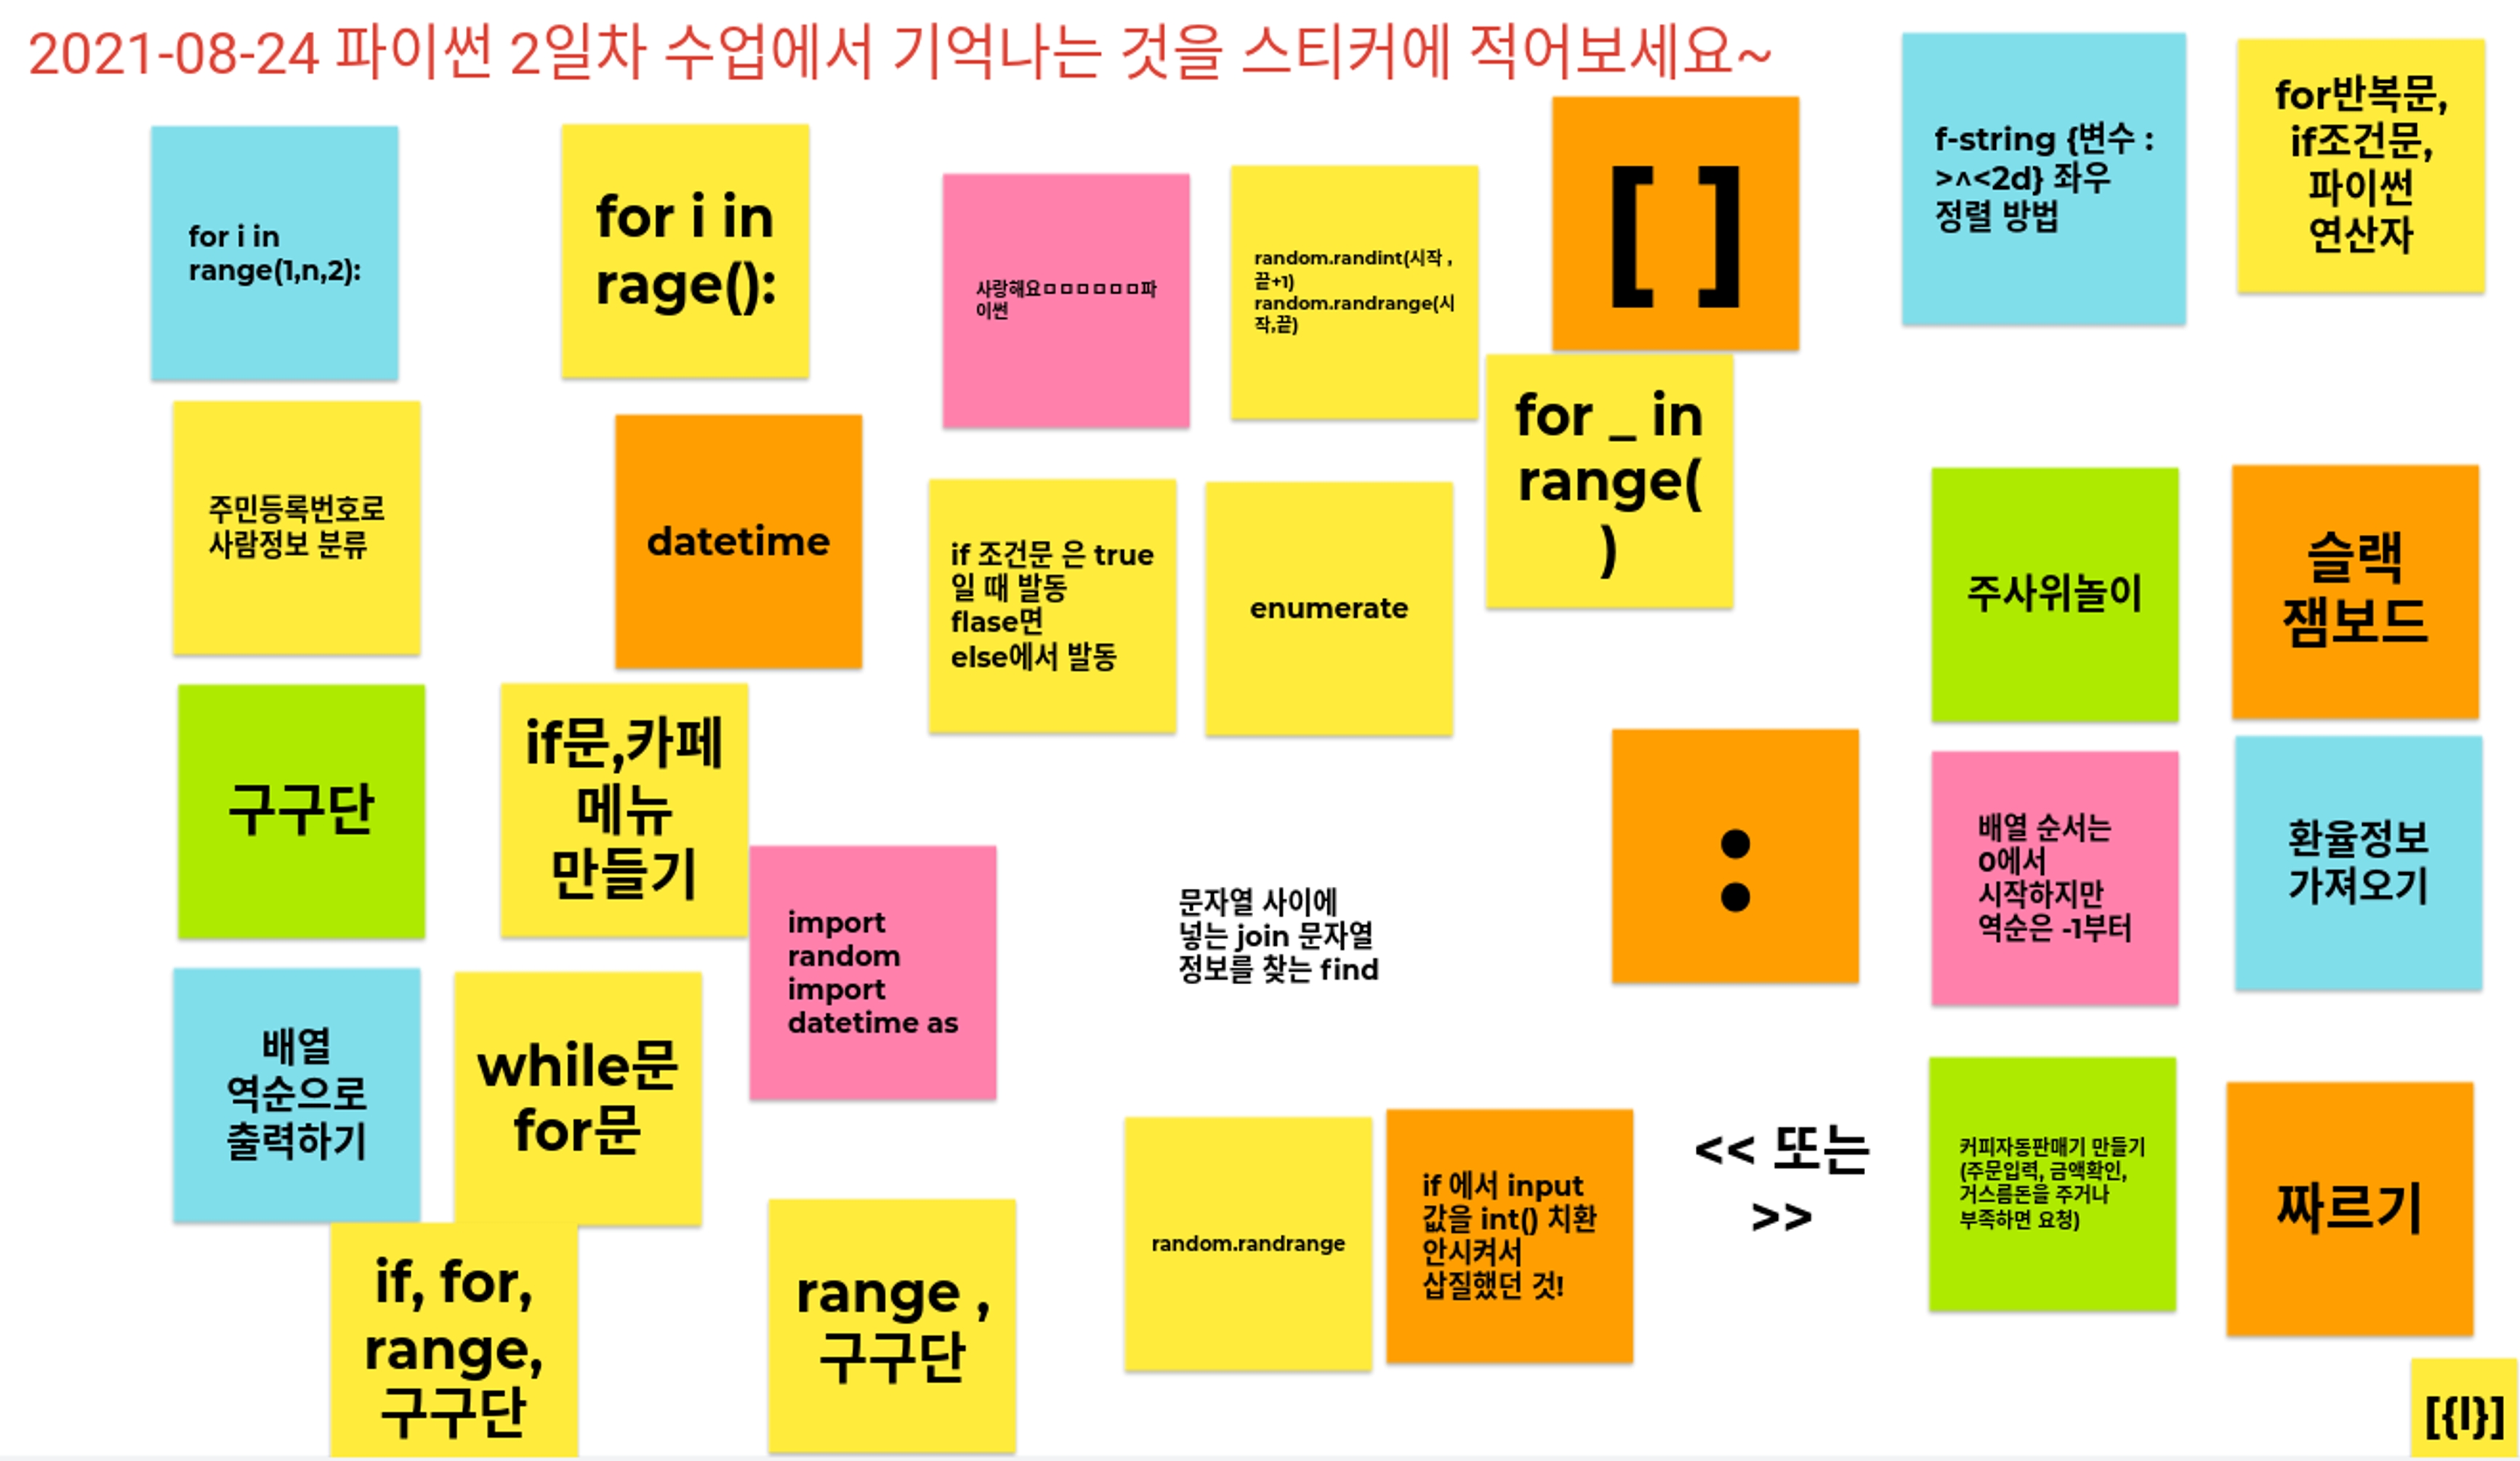 2021-08-24 파이썬 2일차 수업에서 기억나는 것을 스티커에 적어보세요~
for i in
range(1,n,2):
for i in
rage():
사랑해요ㅁㅁㅁㅁㅁㅁ파
이썬
random.randint(시작 ,
끝+1)
random.randrange(시
작,끝)
[ ]
f-string {변수 :
>^<2d} 좌우
정렬 방법
for반복문,
if조건문,
파이썬
연산자
주민등록번호로
사람정보 분류
datetime
if 조건문 은 true
일 때 발동
flase면
else에서 발동
enumerate
for _ in
range(
)
주사위놀이
슬랙
잼보드
구구단
if문,카페
메뉴
만들기
import
random
import
datetime as
문자열 사이에
넣는 join 문자열
정보를 찾는 find
:
배열 순서는
0에서
시작하지만
역순은 -1부터
환율정보
가져오기
배열
역순으로
출력하기
while문
for문
if, for,
range,
구구단
range ,
구구단
random.randrange
if 에서 input
값을 int() 치환
안시켜서
삽질했던 것!
<< 또는
>>
커피자동판매기 만들기
(주문입력, 금액확인,
거스름돈을 주거나
부족하면 요청)
짜르기
[{l}]